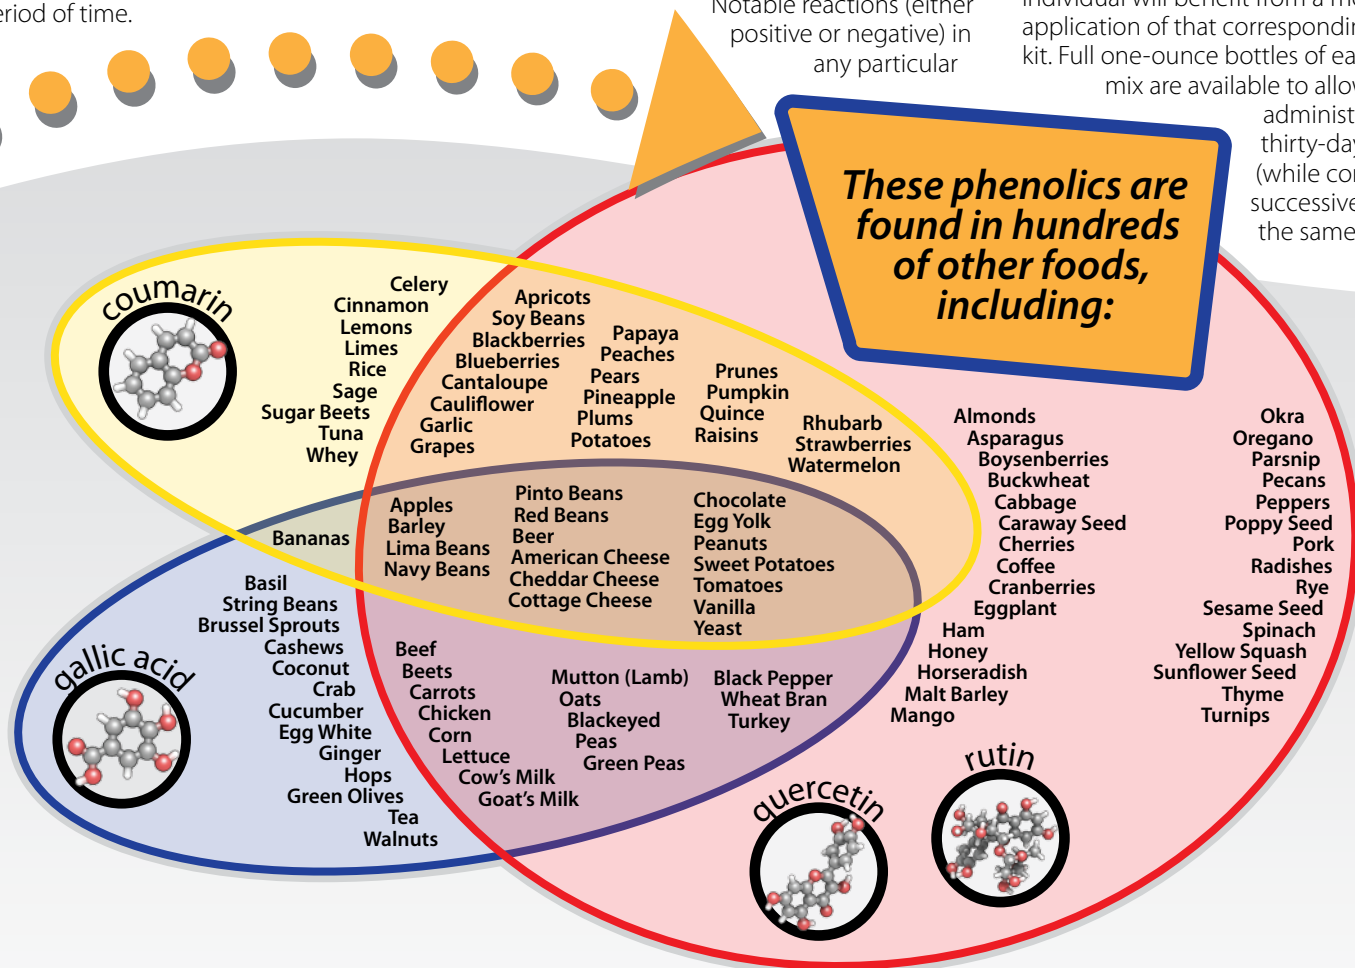 eriod of time.
Notable reactions (either
positive or negative) in
any particular
application of that correspondin
kit. Full one-ounce bottles of ea
mix are available to allow
administ
thirty-day
(while co
successive
the same
These phenolics are
found in hundreds
of other foods,
including:
coumarin
Celery
Cinnamon
Lemons
Limes
Rice
Sage
Sugar Beets
Tuna
Whey
Apricots
Soy Beans
Blackberries
Blueberries
Cantaloupe
Cauliflower
Garlic
Grapes
Papaya
Peaches
Pears
Pineapple
Plums
Potatoes
Prunes
Pumpkin
Quince
Raisins
Rhubarb
Strawberries
Watermelon
Bananas
Apples
Barley
Lima Beans
Navy Beans
Pinto Beans
Red Beans
Beer
American Cheese
Cheddar Cheese
Cottage Cheese
Chocolate
Egg Yolk
Peanuts
Sweet Potatoes
Tomatoes
Vanilla
Yeast
gallic acid
Basil
String Beans
Brussel Sprouts
Cashews
Coconut
Crab
Cucumber
Egg White
Ginger
Hops
Green Olives
Tea
Walnuts
Beef
Beets
Carrots
Chicken
Corn
Lettuce
Cow's Milk
Goat's Milk
Mutton (Lamb)
Oats
Blackeyed
Peas
Green Peas
Black Pepper
Wheat Bran
Turkey
Almonds
Asparagus
Boysenberries
Buckwheat
Cabbage
Caraway Seed
Cherries
Coffee
Cranberries
Eggplant
Ham
Honey
Horseradish
Malt Barley
Mango
Okra
Oregano
Parsnip
Pecans
Peppers
Poppy Seed
Pork
Radishes
Rye
Sesame Seed
Spinach
Yellow Squash
Sunflower Seed
Thyme
Turnips
quercetin
rutin